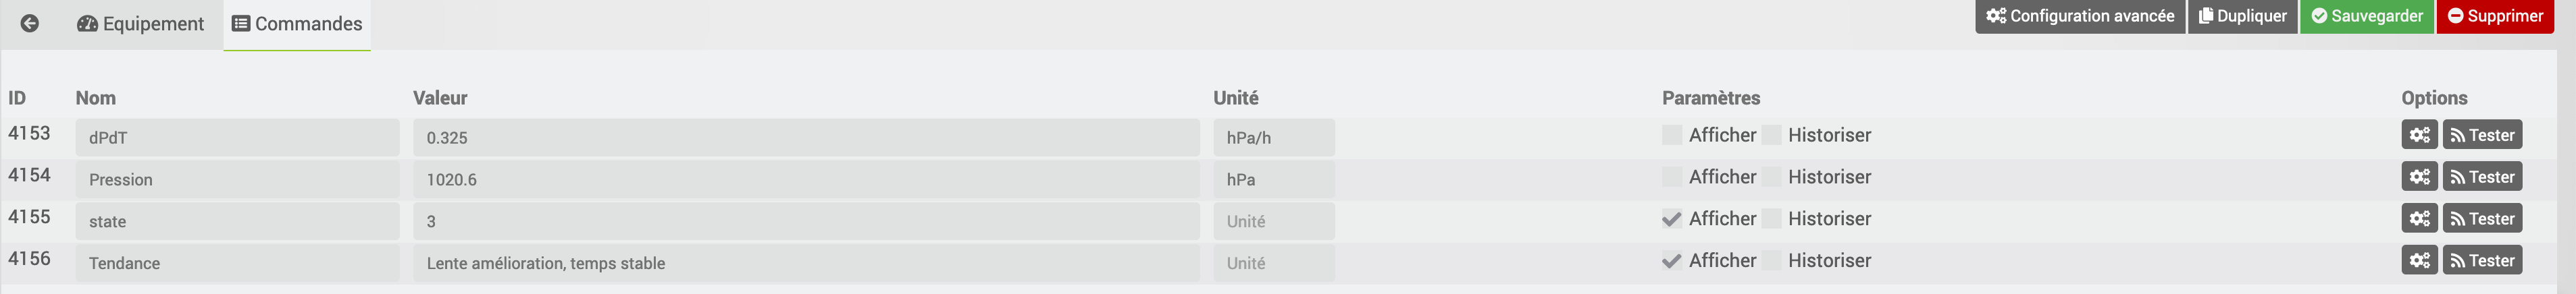 Equipement Commandes Configuration avancée Dupliquer Sauvegarder Supprimer
ID Nom Valeur Unité Paramètres Options
4153 dPdT 0.325 hPa/h Afficher Historiser Tester
4154 Pression 1020.6 hPa Afficher Historiser Tester
4155 state 3 Unité Afficher Historiser Tester
4156 Tendance Lente amélioration, temps stable Unité Afficher Historiser Tester